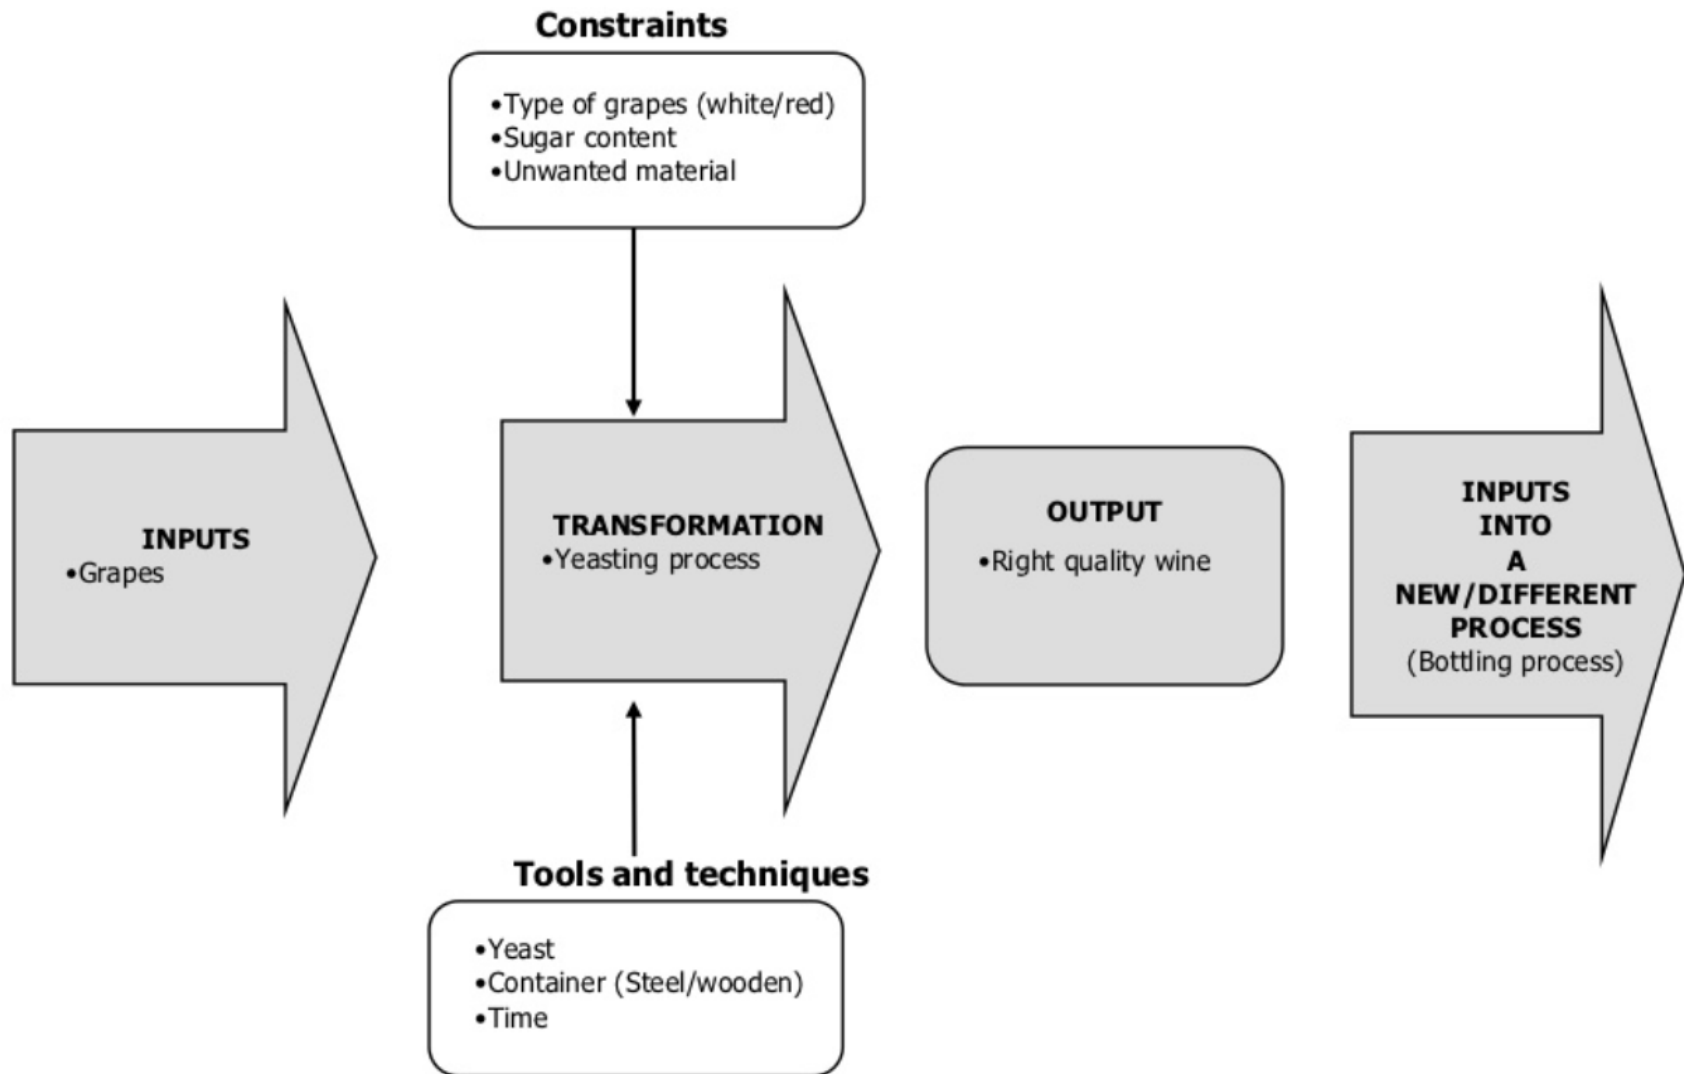 Constraints
•Type of grapes (white/red)
•Sugar content
•Unwanted material
INPUTS
•Grapes
TRANSFORMATION
•Yeasting process
OUTPUT
•Right quality wine
INPUTS
INTO
A
NEW/DIFFERENT
PROCESS
(Bottling process)
Tools and techniques
•Yeast
•Container (Steel/wooden)
•Time